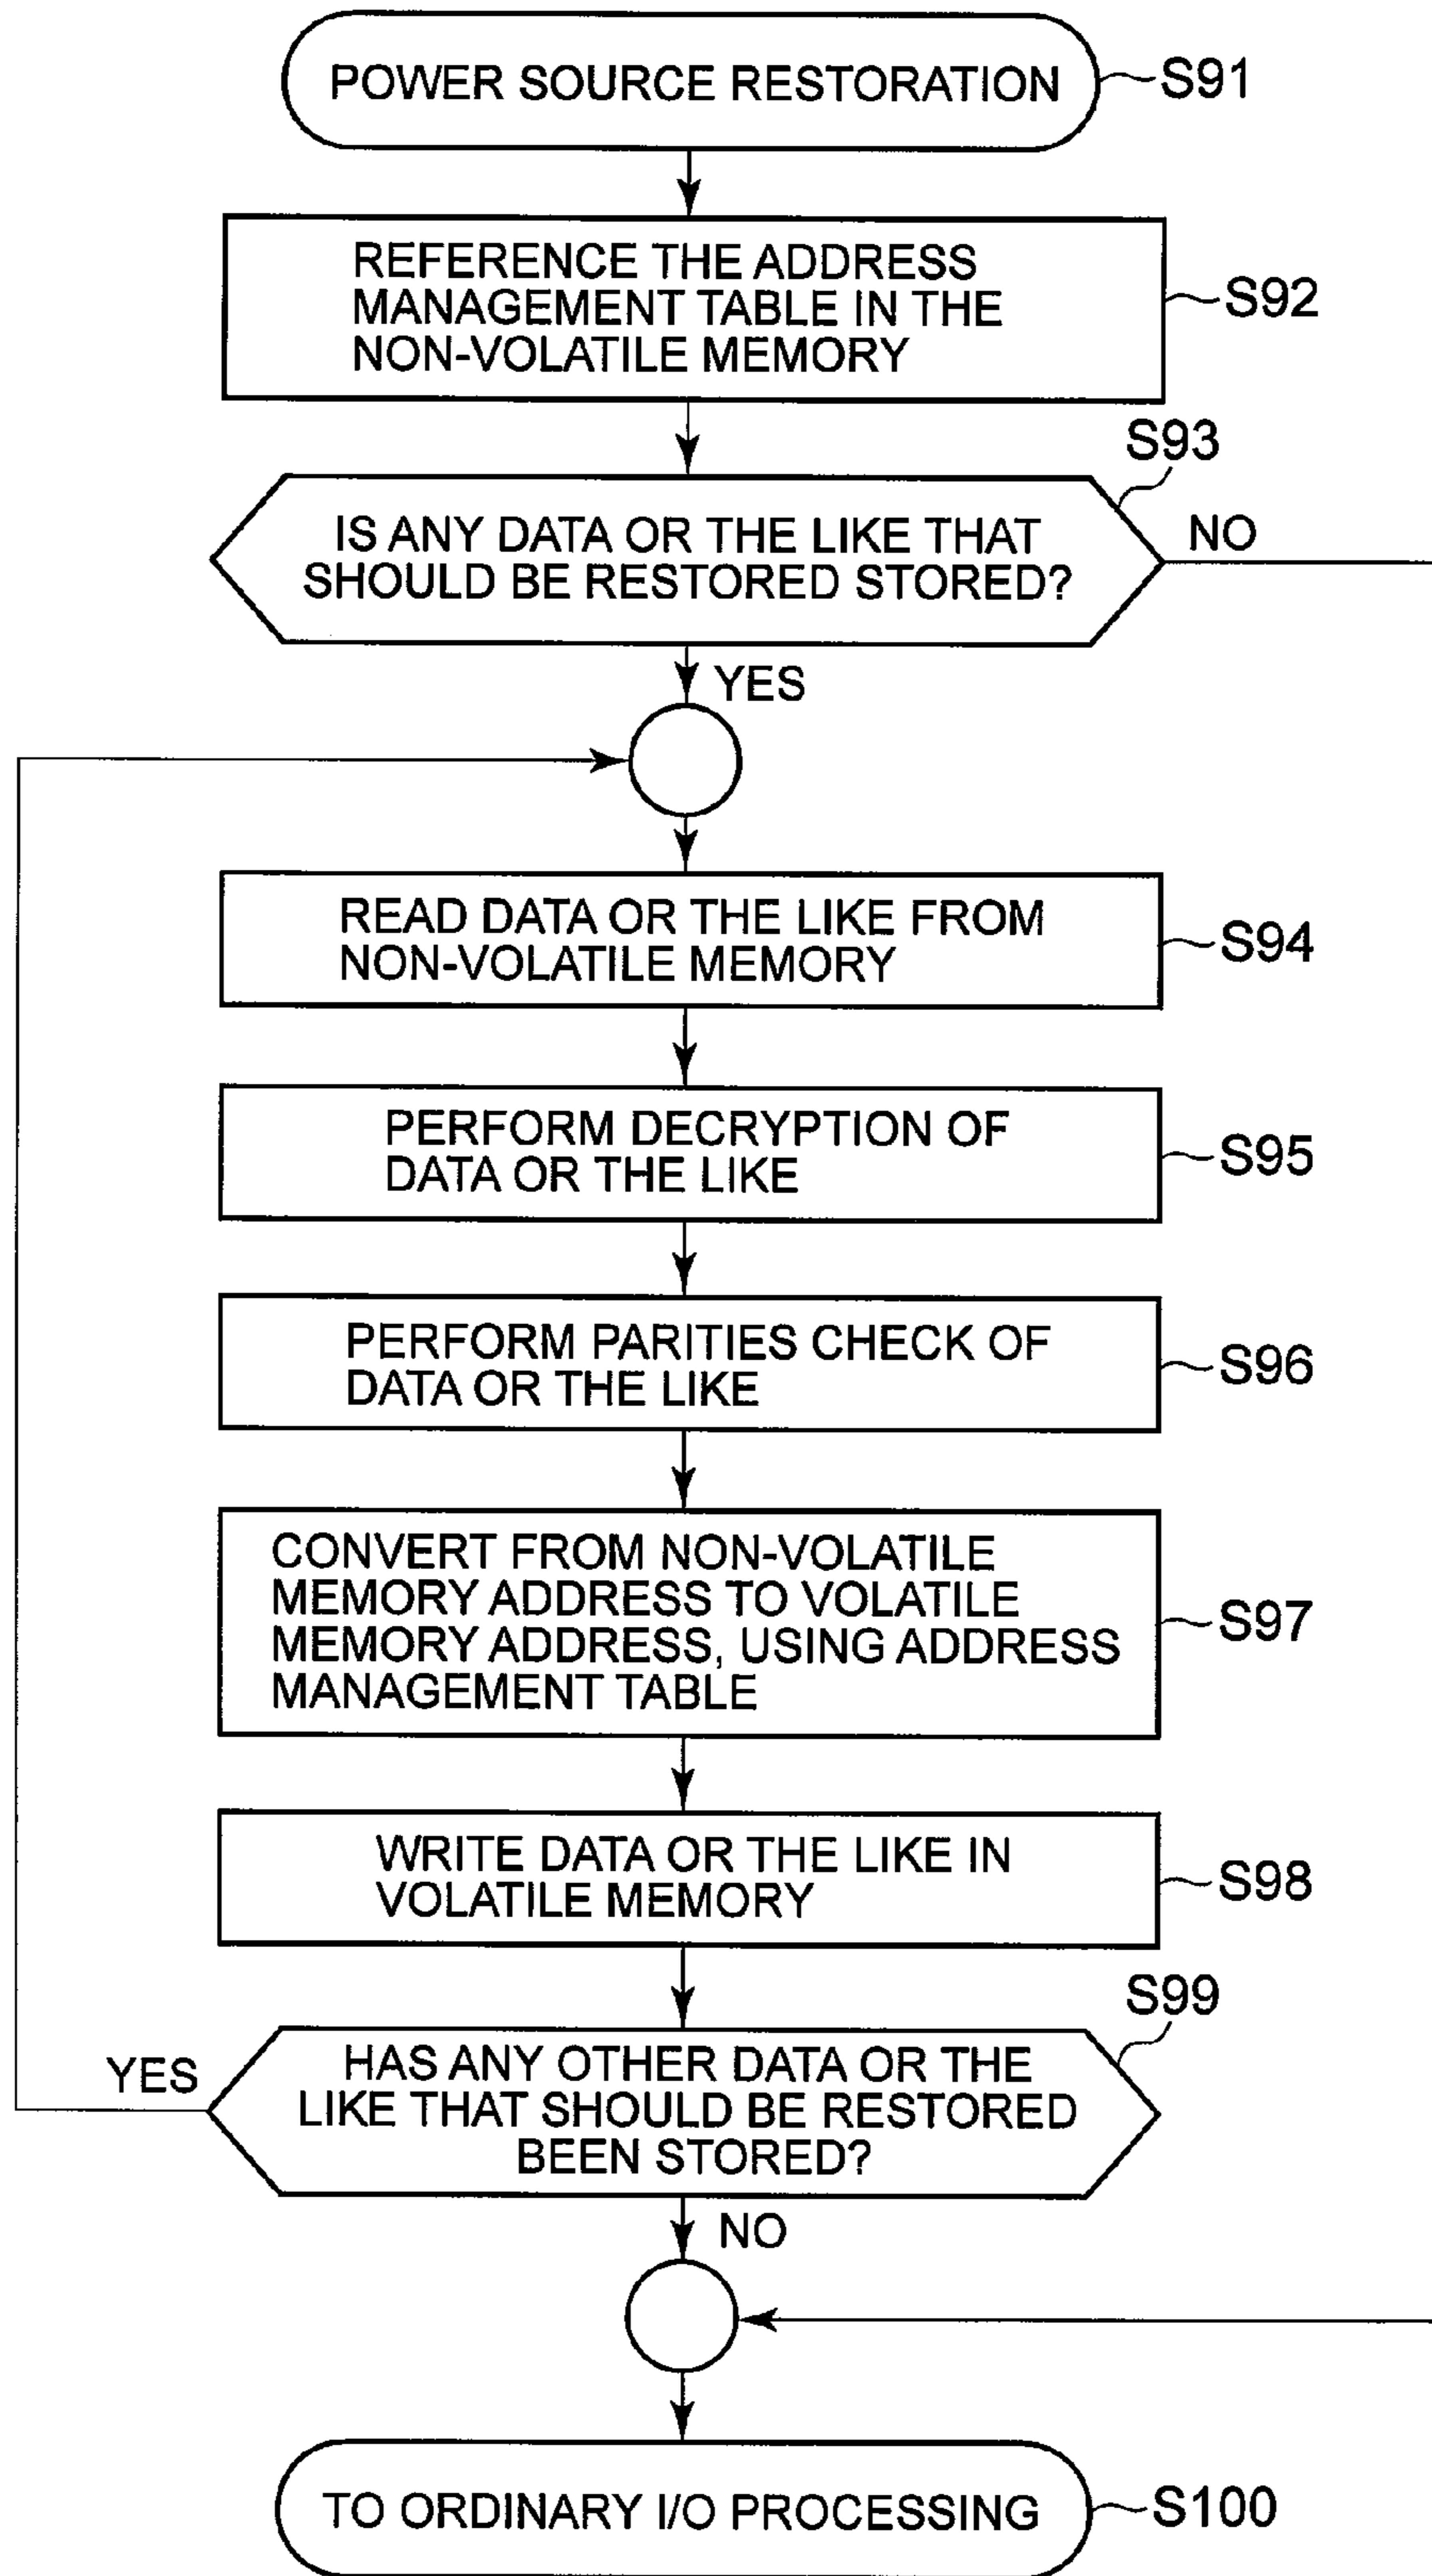 POWER SOURCE RESTORATION
S91
REFERENCE THE ADDRESS
MANAGEMENT TABLE IN THE
NON-VOLATILE MEMORY
S92
S93
IS ANY DATA OR THE LIKE THAT
SHOULD BE RESTORED STORED?
NO
YES
READ DATA OR THE LIKE FROM
NON-VOLATILE MEMORY
S94
PERFORM DECRYPTION OF
DATA OR THE LIKE
S95
PERFORM PARITIES CHECK OF
DATA OR THE LIKE
S96
CONVERT FROM NON-VOLATILE
MEMORY ADDRESS TO VOLATILE
MEMORY ADDRESS, USING ADDRESS
MANAGEMENT TABLE
S97
WRITE DATA OR THE LIKE IN
VOLATILE MEMORY
S98
S99
YES
HAS ANY OTHER DATA OR THE
LIKE THAT SHOULD BE RESTORED
BEEN STORED?
NO
TO ORDINARY I/O PROCESSING
S100